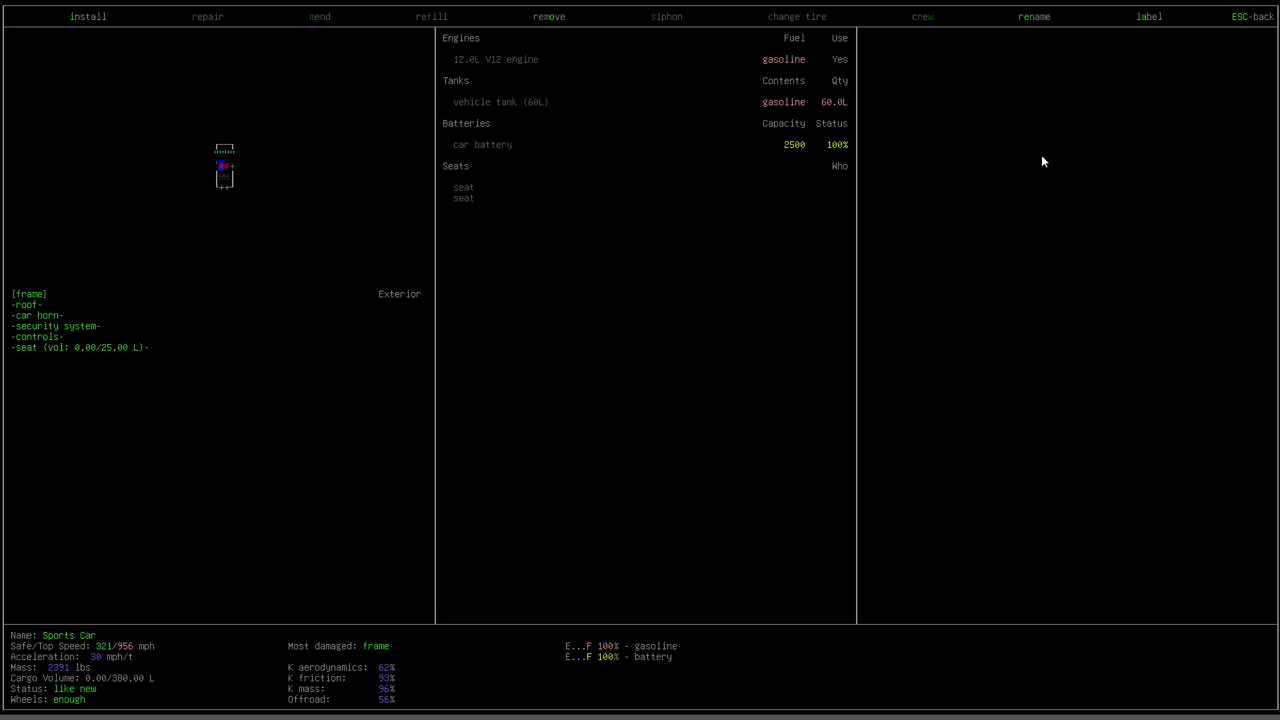 install repair mend refill remove siphon change tire crew rename label ESC-back
Engines Fuel Use
12.0L V12 engine gasoline Yes
Tanks Contents Qty
vehicle tank (60L) gasoline 60.0L
Batteries Capacity Status
car battery 2500 100%
Seats Who
seat
seat
[frame] Exterior
-roof-
-car horn-
-security system-
-controls-
-seat (vol: 0.00/25.00 L)-
Name: Sports Car
Safe/Top Speed: 321/956 mph Most damaged: frame E...F 100% - gasoline
Acceleration: 30 mph/t E...F 100% - battery
Mass: 2391 lbs K aerodynamics: 62%
Cargo Volume: 0.00/380.00 L K friction: 93%
Status: like new K mass: 96%
Wheels: enough Offroad: 56%